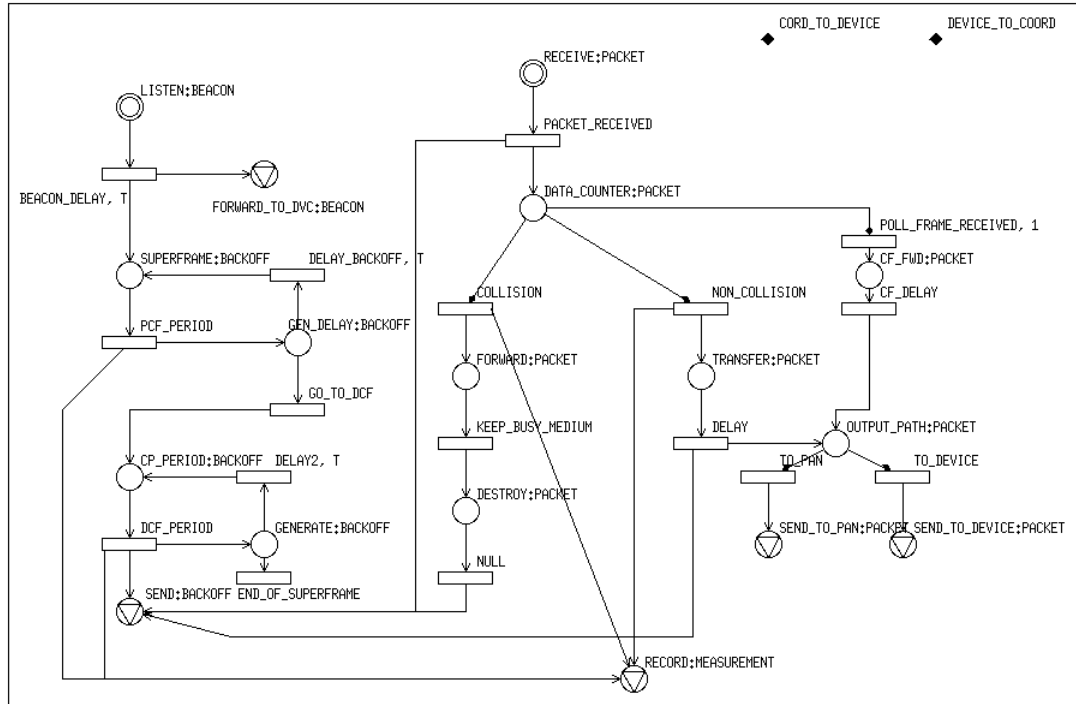 CORD_TO_DEVICE
DEVICE_TO_COORD
RECEIVE:PACKET
LISTEN:BEACON
PACKET_RECEIVED
BEACON_DELAY, T
FORWARD_TO_DVC:BEACON
DATA_COUNTER:PACKET
POLL_FRAME_RECEIVED, 1
SUPERFRAME:BACKOFF
DELAY_BACKOFF, T
CF_FWD:PACKET
COLLISION
NON_COLLISION
CF_DELAY
PCF_PERIOD
GEN_DELAY:BACKOFF
FORWARD:PACKET
TRANSFER:PACKET
GO_TO_DCF
KEEP_BUSY_MEDIUM
DELAY
OUTPUT_PATH:PACKET
CP_PERIOD:BACKOFF
DELAY2, T
TO_PAN
TO_DEVICE
DESTROY:PACKET
DCF_PERIOD
GENERATE:BACKOFF
SEND_TO_PAN:PACKET
SEND_TO_DEVICE:PACKET
NULL
SEND:BACKOFF
END_OF_SUPERFRAME
RECORD:MEASUREMENT